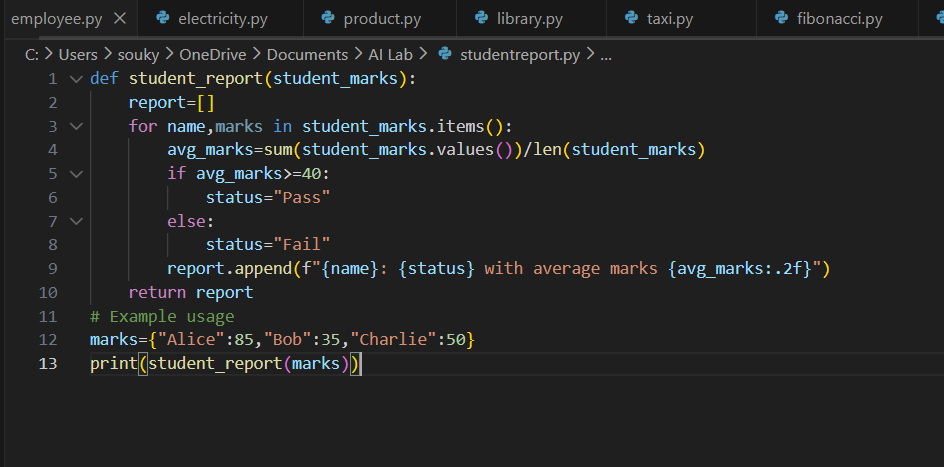 employee.py × electricity.py product.py library.py taxi.py fibonacci.py
C: > Users > souky > OneDrive > Documents > AI Lab > studentreport.py > ...
1 def student_report(student_marks):
2     report=[]
3     for name,marks in student_marks.items():
4         avg_marks=sum(student_marks.values())/len(student_marks)
5         if avg_marks>=40:
6             status="Pass"
7         else:
8             status="Fail"
9         report.append(f"{name}: {status} with average marks {avg_marks:.2f}")
10     return report
11 # Example usage
12 marks={"Alice":85,"Bob":35,"Charlie":50}
13 print(student_report(marks))